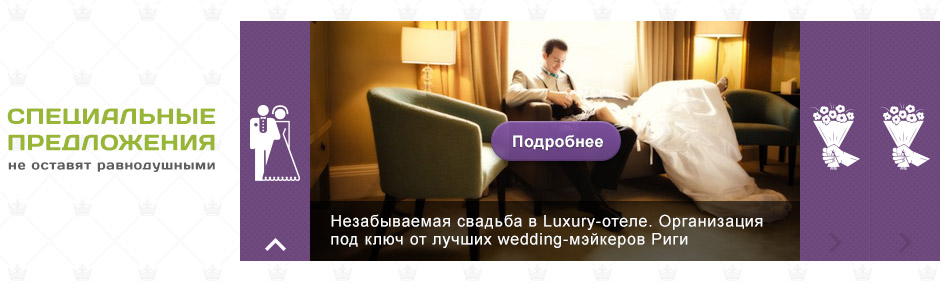 СПЕЦИАЛЬНЫЕ
ПРЕДЛОЖЕНИЯ
не оставят равнодушными
Подробнее
Незабываемая свадьба в Luxury-отеле. Организация
под ключ от лучших wedding-мэйкеров Риги